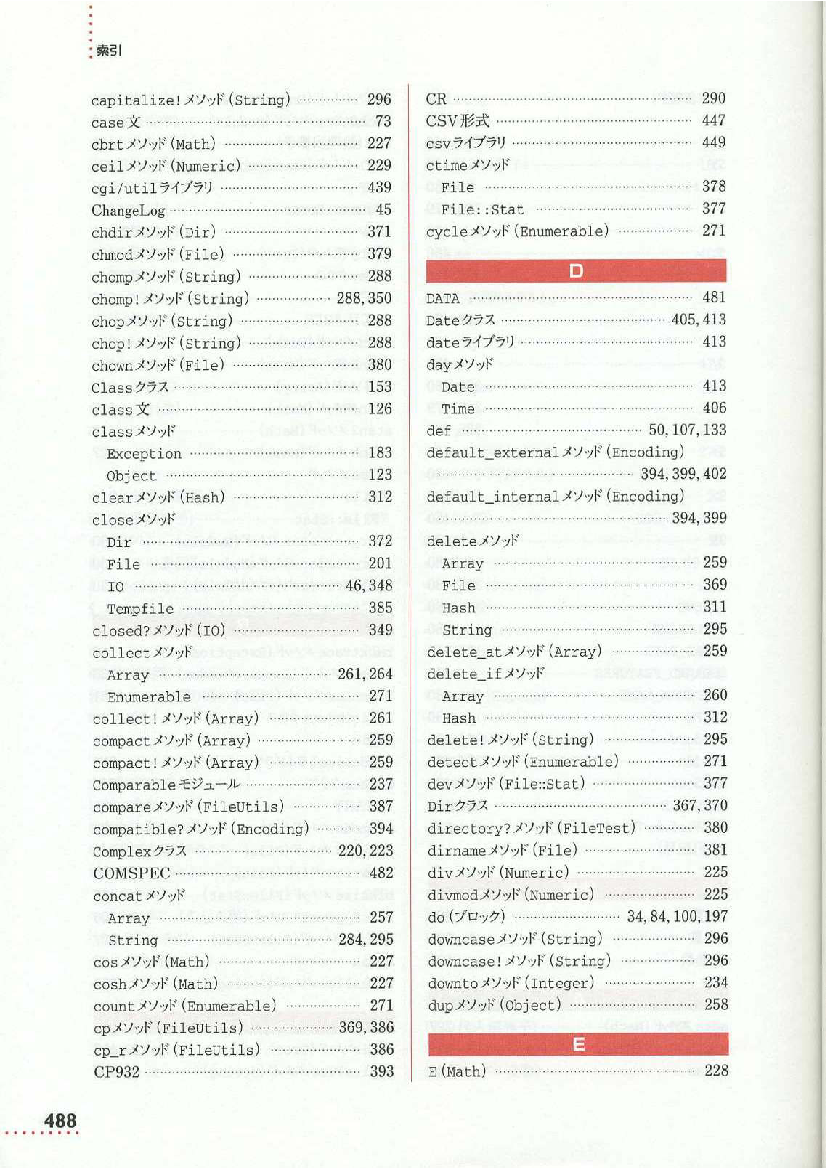 索引
capitalize!メソッド(String) 296
case文 73
cbrtメソッド(Math) 227
ceilメソッド(Numeric) 229
cgi/utilライブラリ 439
ChangeLog 45
chdirメソッド(Dir) 371
chmodメソッド(File) 379
chompメソッド(String) 288
chomp!メソッド(String) 288,350
chopメソッド(String) 288
chop!メソッド(String) 288
chownメソッド(File) 380
Classクラス 153
class文 126
classメソッド
Exception 183
Object 123
clearメソッド(Hash) 312
closeメソッド
Dir 372
File 201
IO 46,348
Tempfile 385
closed?メソッド(IO) 349
collectメソッド
Array 261,264
Enumerable 271
collect!メソッド(Array) 261
compactメソッド(Array) 259
compact!メソッド(Array) 259
Comparableモジュール 237
compareメソッド(FileUtils) 387
compatible?メソッド(Encoding) 394
Complexクラス 220,223
COMSPEC 482
concatメソッド
Array 257
String 284,295
cosメソッド(Math) 227
coshメソッド(Math) 227
countメソッド(Enumerable) 271
cpメソッド(FileUtils) 369,386
cp_rメソッド(FileUtils) 386
CP932 393
CR 290
CSV形式 447
csvライブラリ 449
ctimeメソッド
File 378
File::Stat 377
cycleメソッド(Enumerable) 271
D
DATA 481
Dateクラス 405,413
dateライブラリ 413
dayメソッド
Date 413
Time 406
def 50,107,133
default_externalメソッド(Encoding)
394,399,402
default_internalメソッド(Encoding)
394,399
deleteメソッド
Array 259
File 369
Hash 311
String 295
delete_atメソッド(Array) 259
delete_ifメソッド
Array 260
Hash 312
delete!メソッド(String) 295
detectメソッド(Enumerable) 271
devメソッド(File::Stat) 377
Dirクラス 367,370
directory?メソッド(FileTest) 380
dirnameメソッド(File) 381
divメソッド(Numeric) 225
divmodメソッド(Numeric) 225
do(ブロック) 34,84,100,197
downcaseメソッド(String) 296
downcase!メソッド(String) 296
downtoメソッド(Integer) 234
dupメソッド(Object) 258
E
E(Math) 228
488